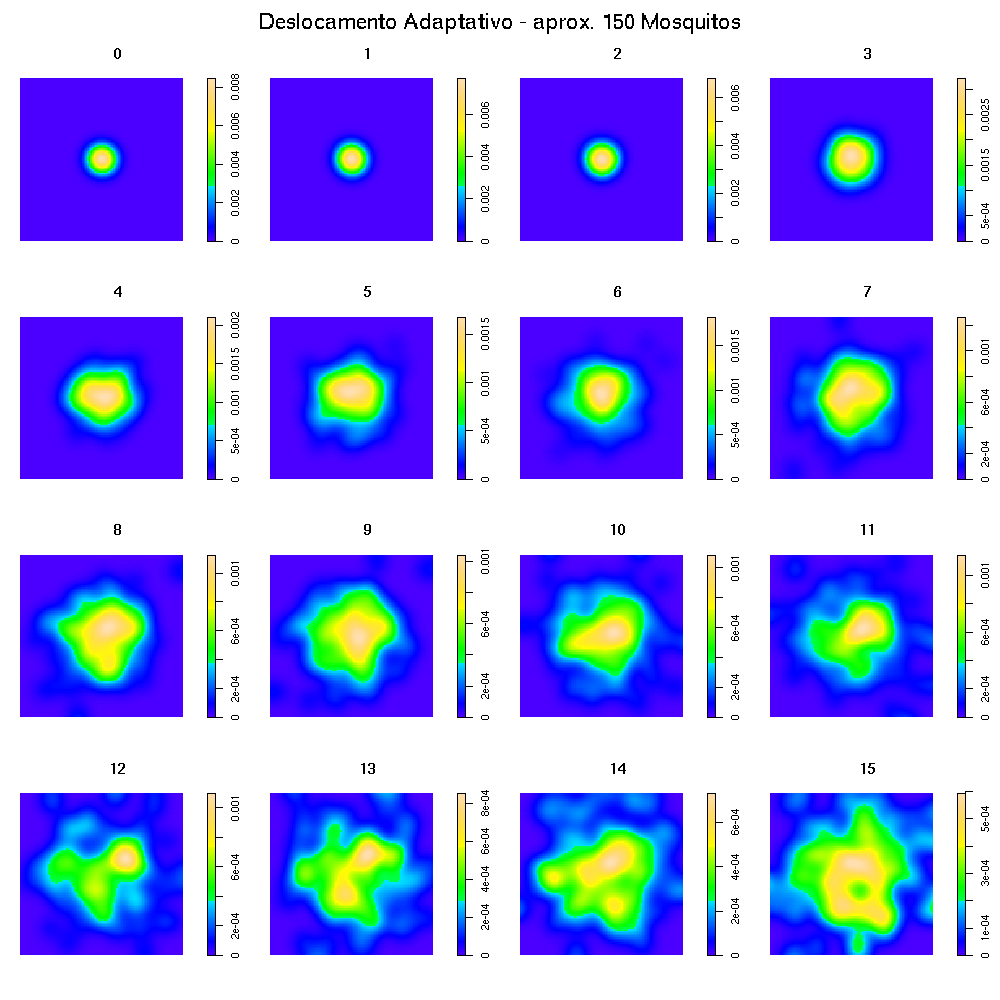 Deslocamento Adaptativo - aprox. 150 Mosquitos
0 1 2 3
0 0.002 0.004 0.006 0.008
0 0.002 0.004 0.006
0 0.002 0.004 0.006
0 5e-04 0.0015 0.0025
4 5 6 7
0 5e-04 0.001 0.0015 0.002
0 5e-04 0.001 0.0015
0 5e-04 0.001 0.0015
0 2e-04 6e-04 0.001
8 9 10 11
0 2e-04 6e-04 0.001
0 2e-04 6e-04 0.001
0 2e-04 6e-04 0.001
0 2e-04 6e-04 0.001
12 13 14 15
0 2e-04 6e-04 0.001
0 2e-04 4e-04 6e-04 8e-04
0 2e-04 4e-04 6e-04
0 1e-04 3e-04 5e-04